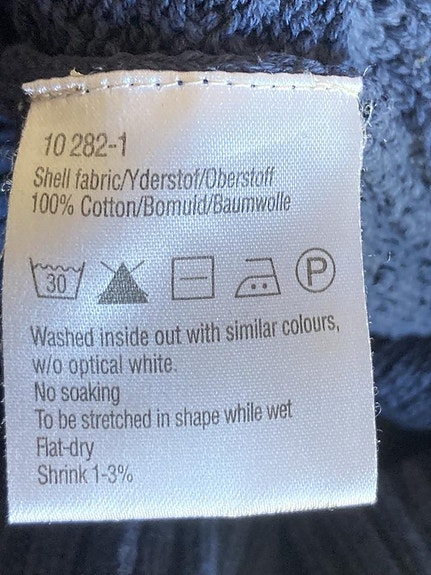 10 282-1
Shell fabric/Yderstof/Oberstoff
100% Cotton/Bomuld/Baumwolle
30 P
Washed inside out with similar colours,
w/o optical white.
No soaking
To be stretched in shape while wet
Flat-dry
Shrink 1-3%